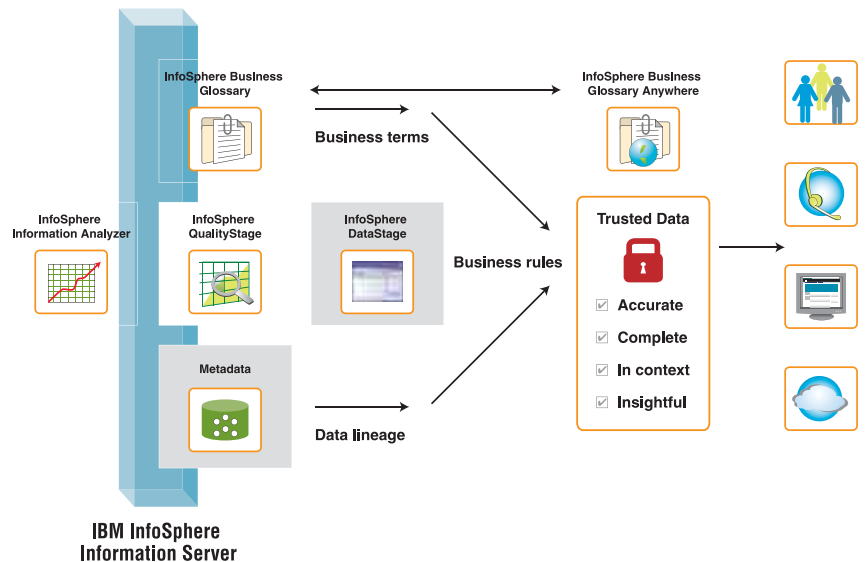 InfoSphere Business
Glossary
Business terms
InfoSphere Business
Glossary Anywhere
InfoSphere
Information Analyzer
InfoSphere
QualityStage
InfoSphere
DataStage
Business rules
Trusted Data
Accurate
Complete
In context
Insightful
Metadata
Data lineage
IBM InfoSphere
Information Server